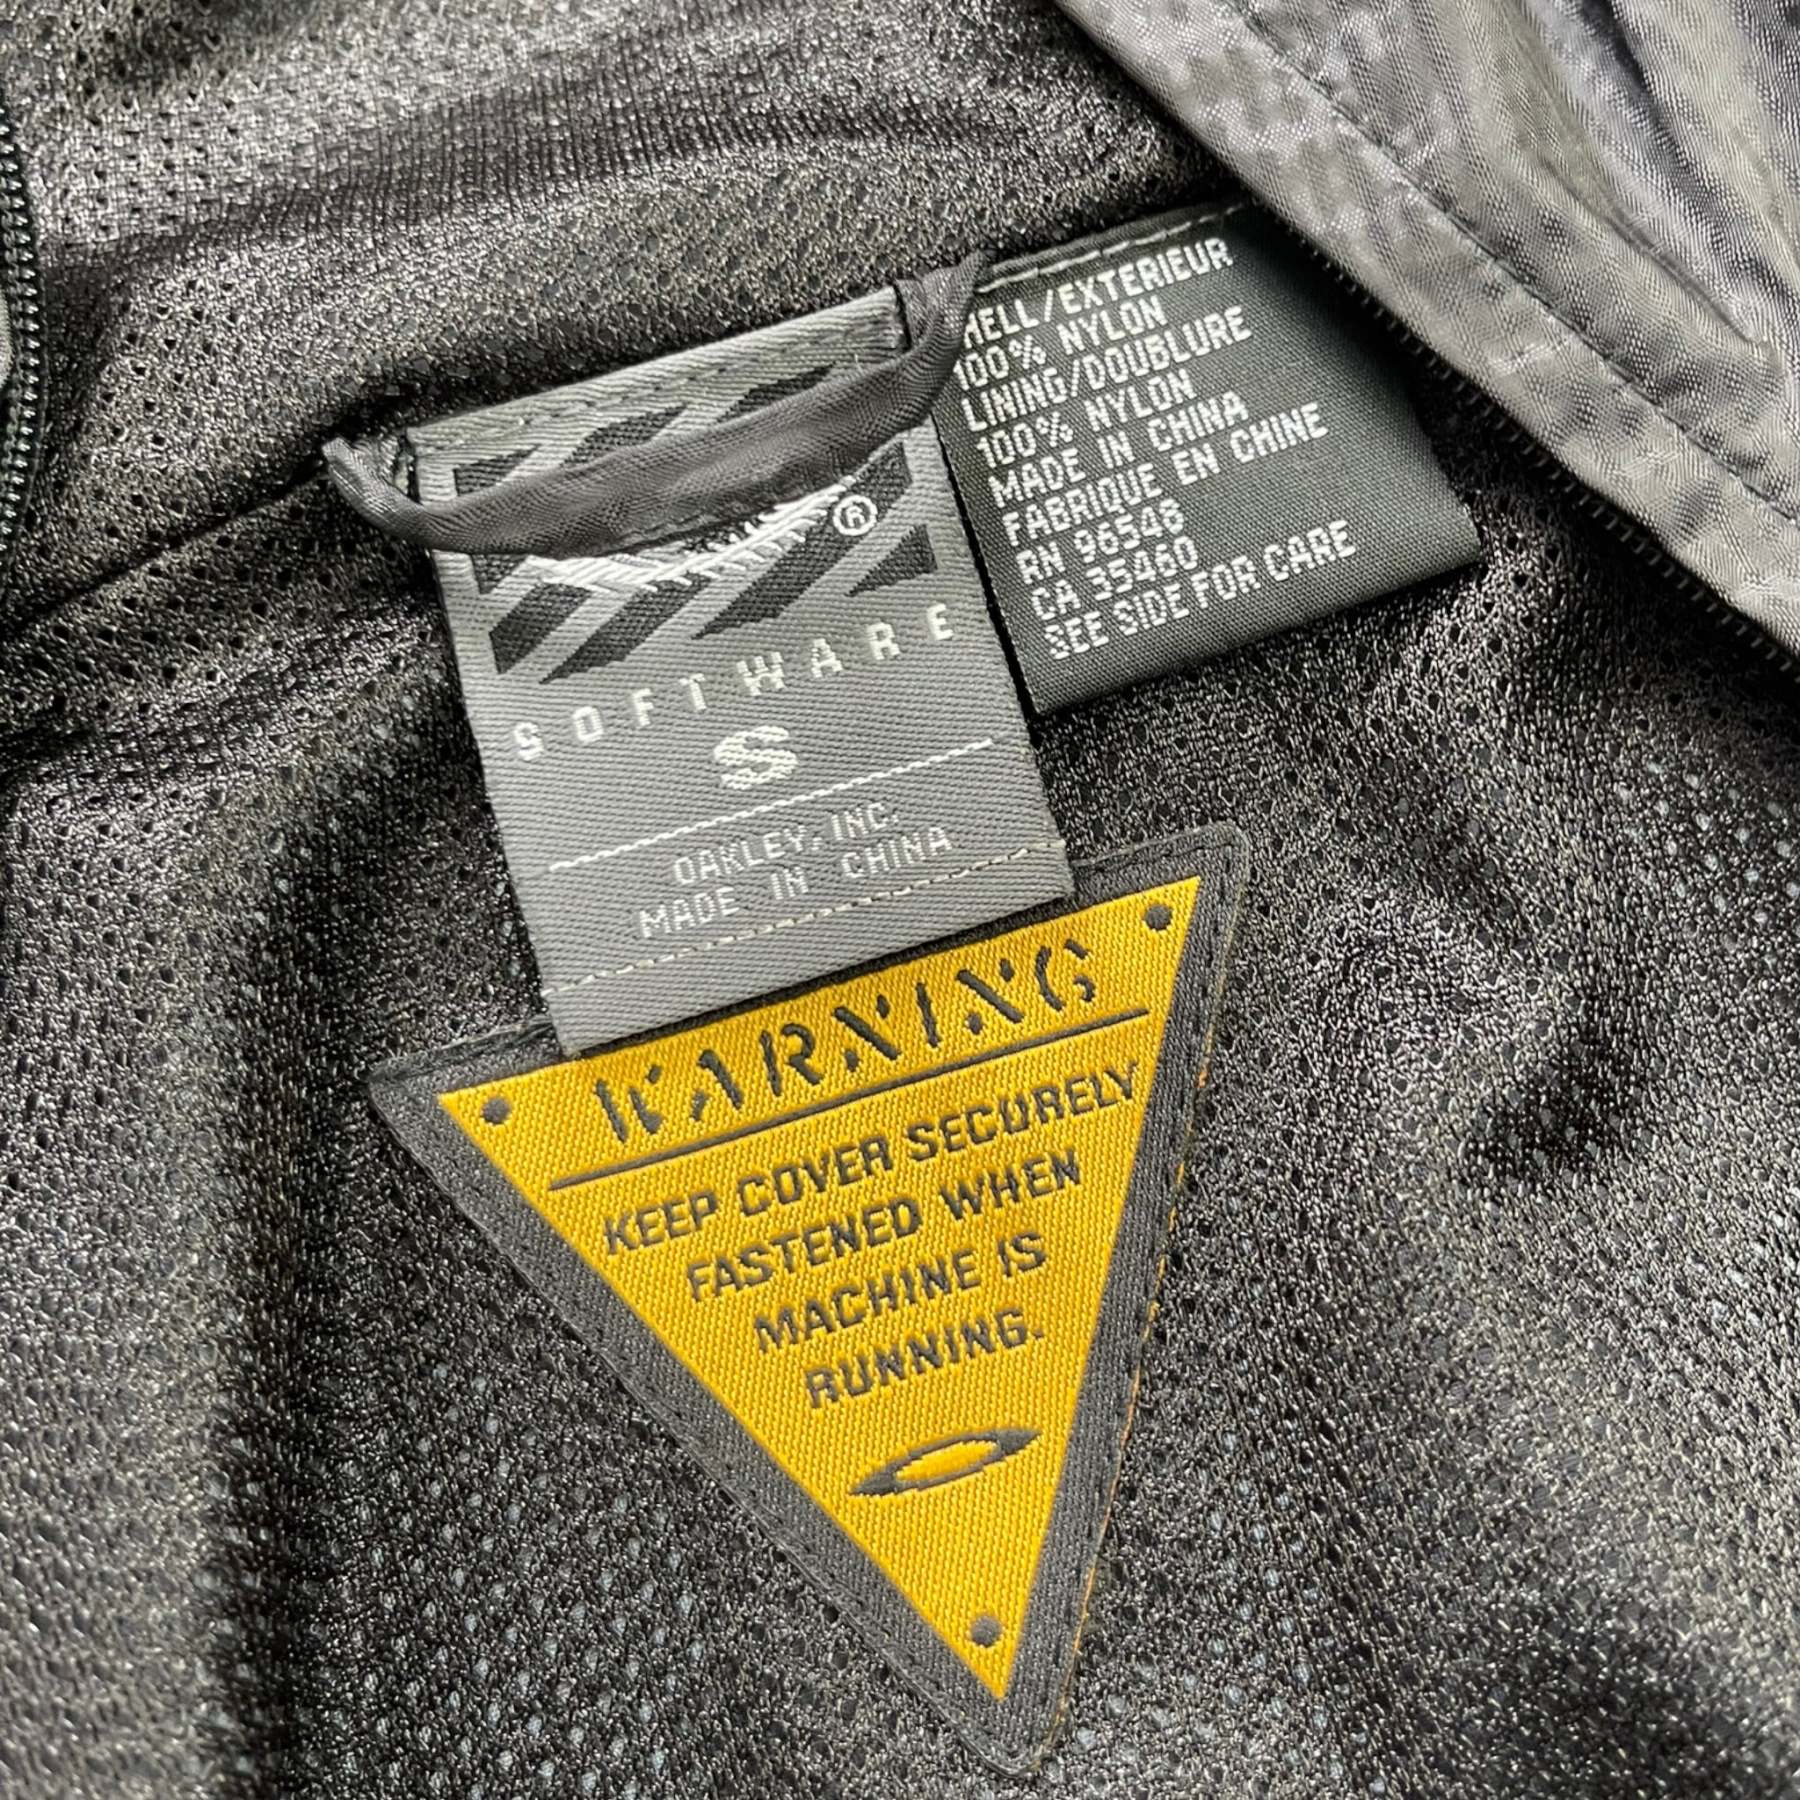 ®
SOFTWARE
S
OAKLEY, INC.
MADE IN CHINA
HELL/EXTERIEUR
100% NYLON
LINING/DOUBLURE
100% NYLON
MADE IN CHINA
FABRIQUE EN CHINE
RN 96548
CA 35460
SEE SIDE FOR CARE
WARNING
KEEP COVER SECURELY
FASTENED WHEN
MACHINE IS
RUNNING.